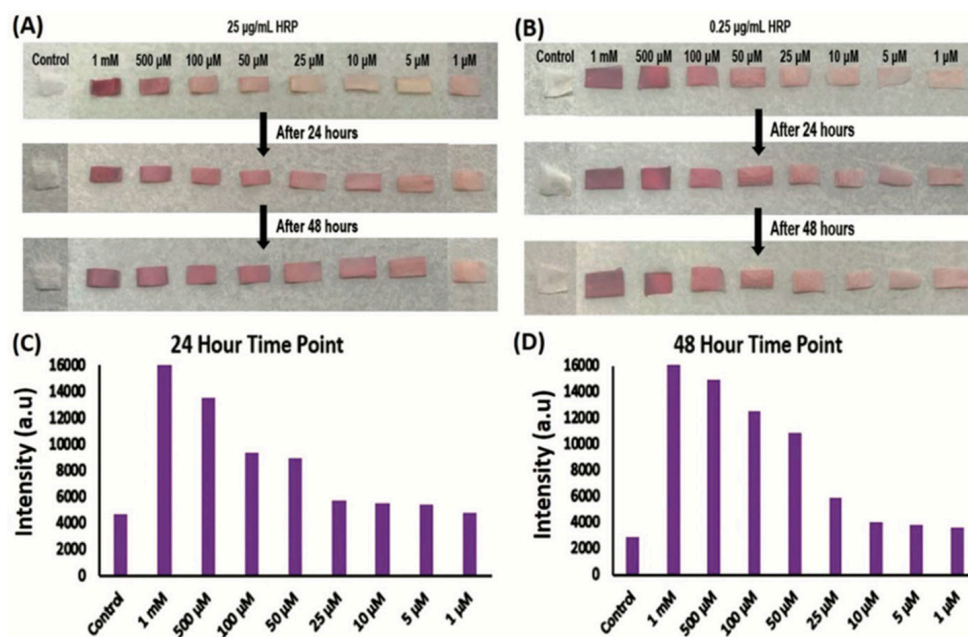 (A)
25 µg/mL HRP
Control 1 mM 500 µM 100 µM 50 µM 25 µM 10 µM 5 µM 1 µM
After 24 hours
After 48 hours
(B)
0.25 µg/mL HRP
Control 1 mM 500 µM 100 µM 50 µM 25 µM 10 µM 5 µM 1 µM
After 24 hours
After 48 hours
(C)
24 Hour Time Point
Intensity (a.u)
16000
14000
12000
10000
8000
6000
4000
2000
0
Control 1 mM 500 µM 100 µM 50 µM 25 µM 10 µM 5 µM 1 µM
(D)
48 Hour Time Point
Intensity (a.u)
16000
14000
12000
10000
8000
6000
4000
2000
0
Control 1 mM 500 µM 100 µM 50 µM 25 µM 10 µM 5 µM 1 µM